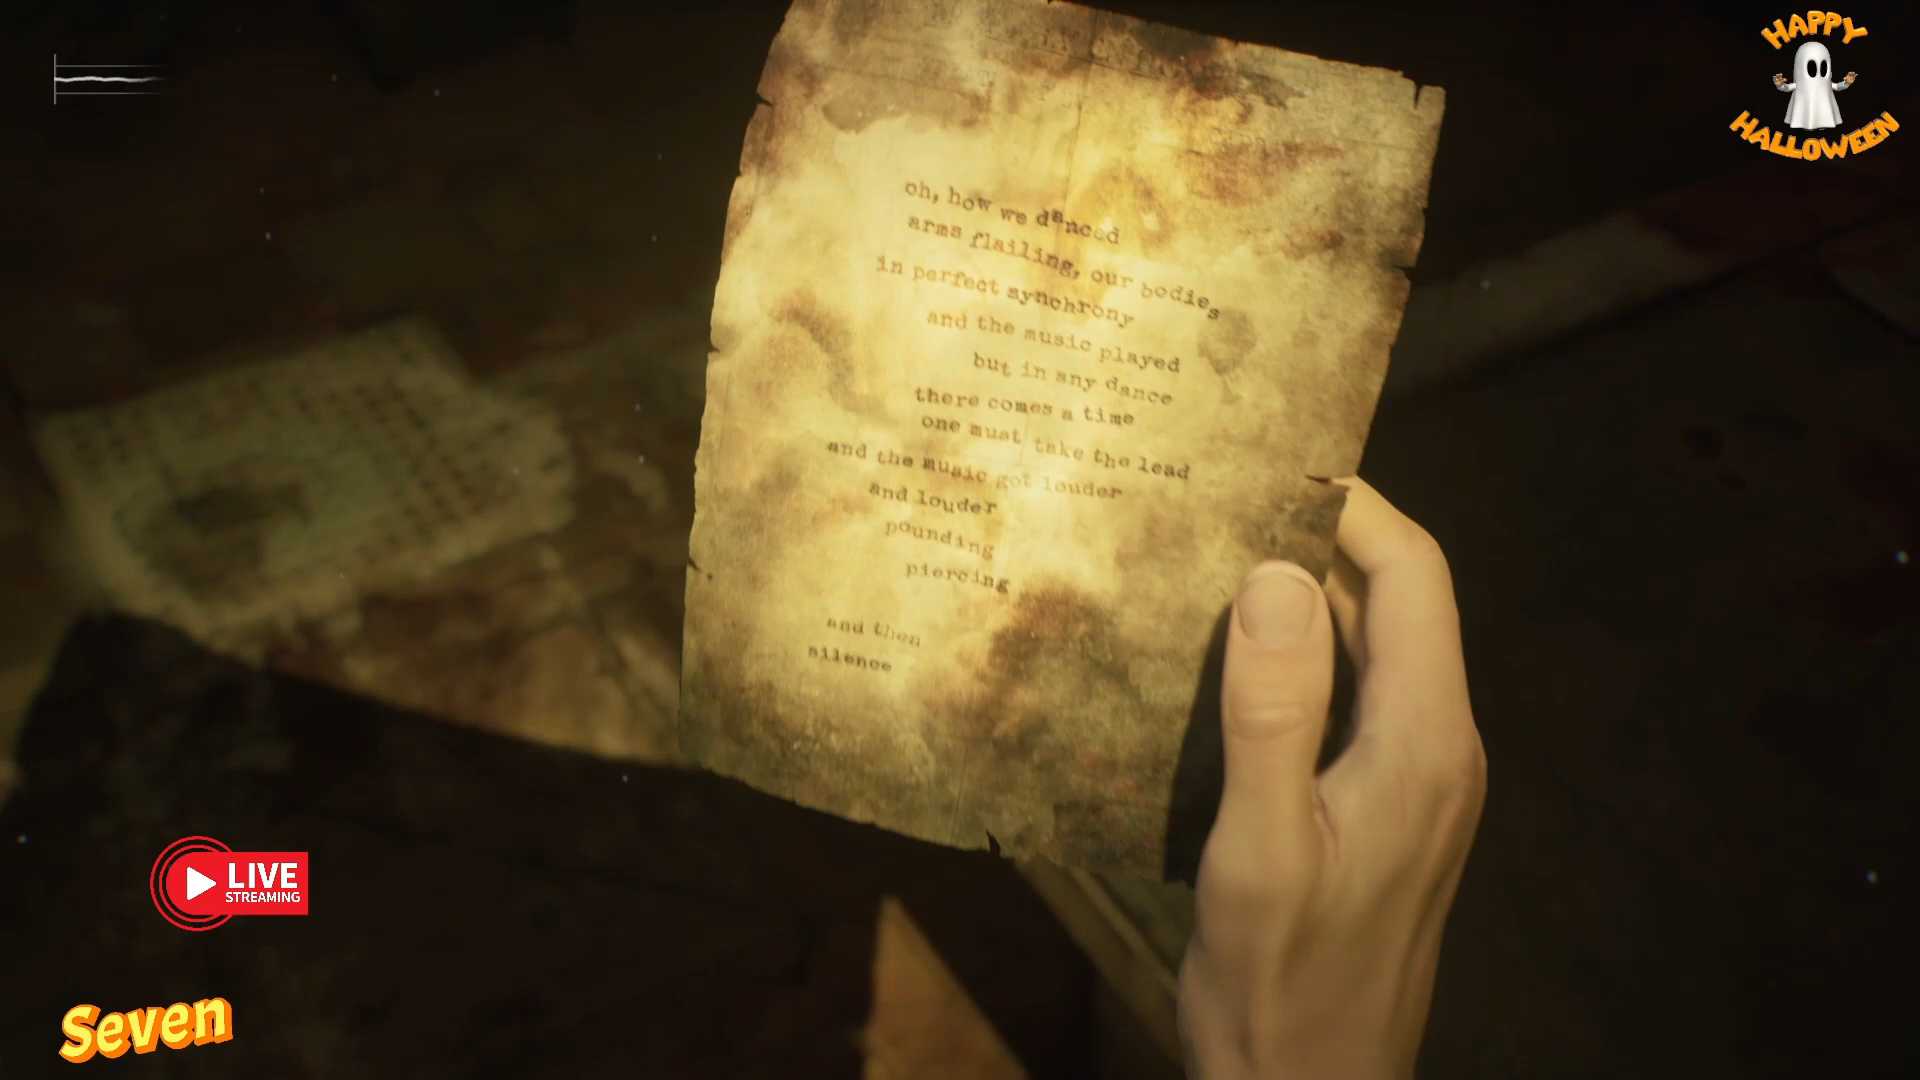 HAPPY
HALLOWEEN
oh, how we danced
arms flailing, our bodies
in perfect synchrony
and the music played
but in any dance
there comes a time
one must take the lead
and the music got louder
and louder
pounding
piercing
and then
silence
LIVE
STREAMING
Seven